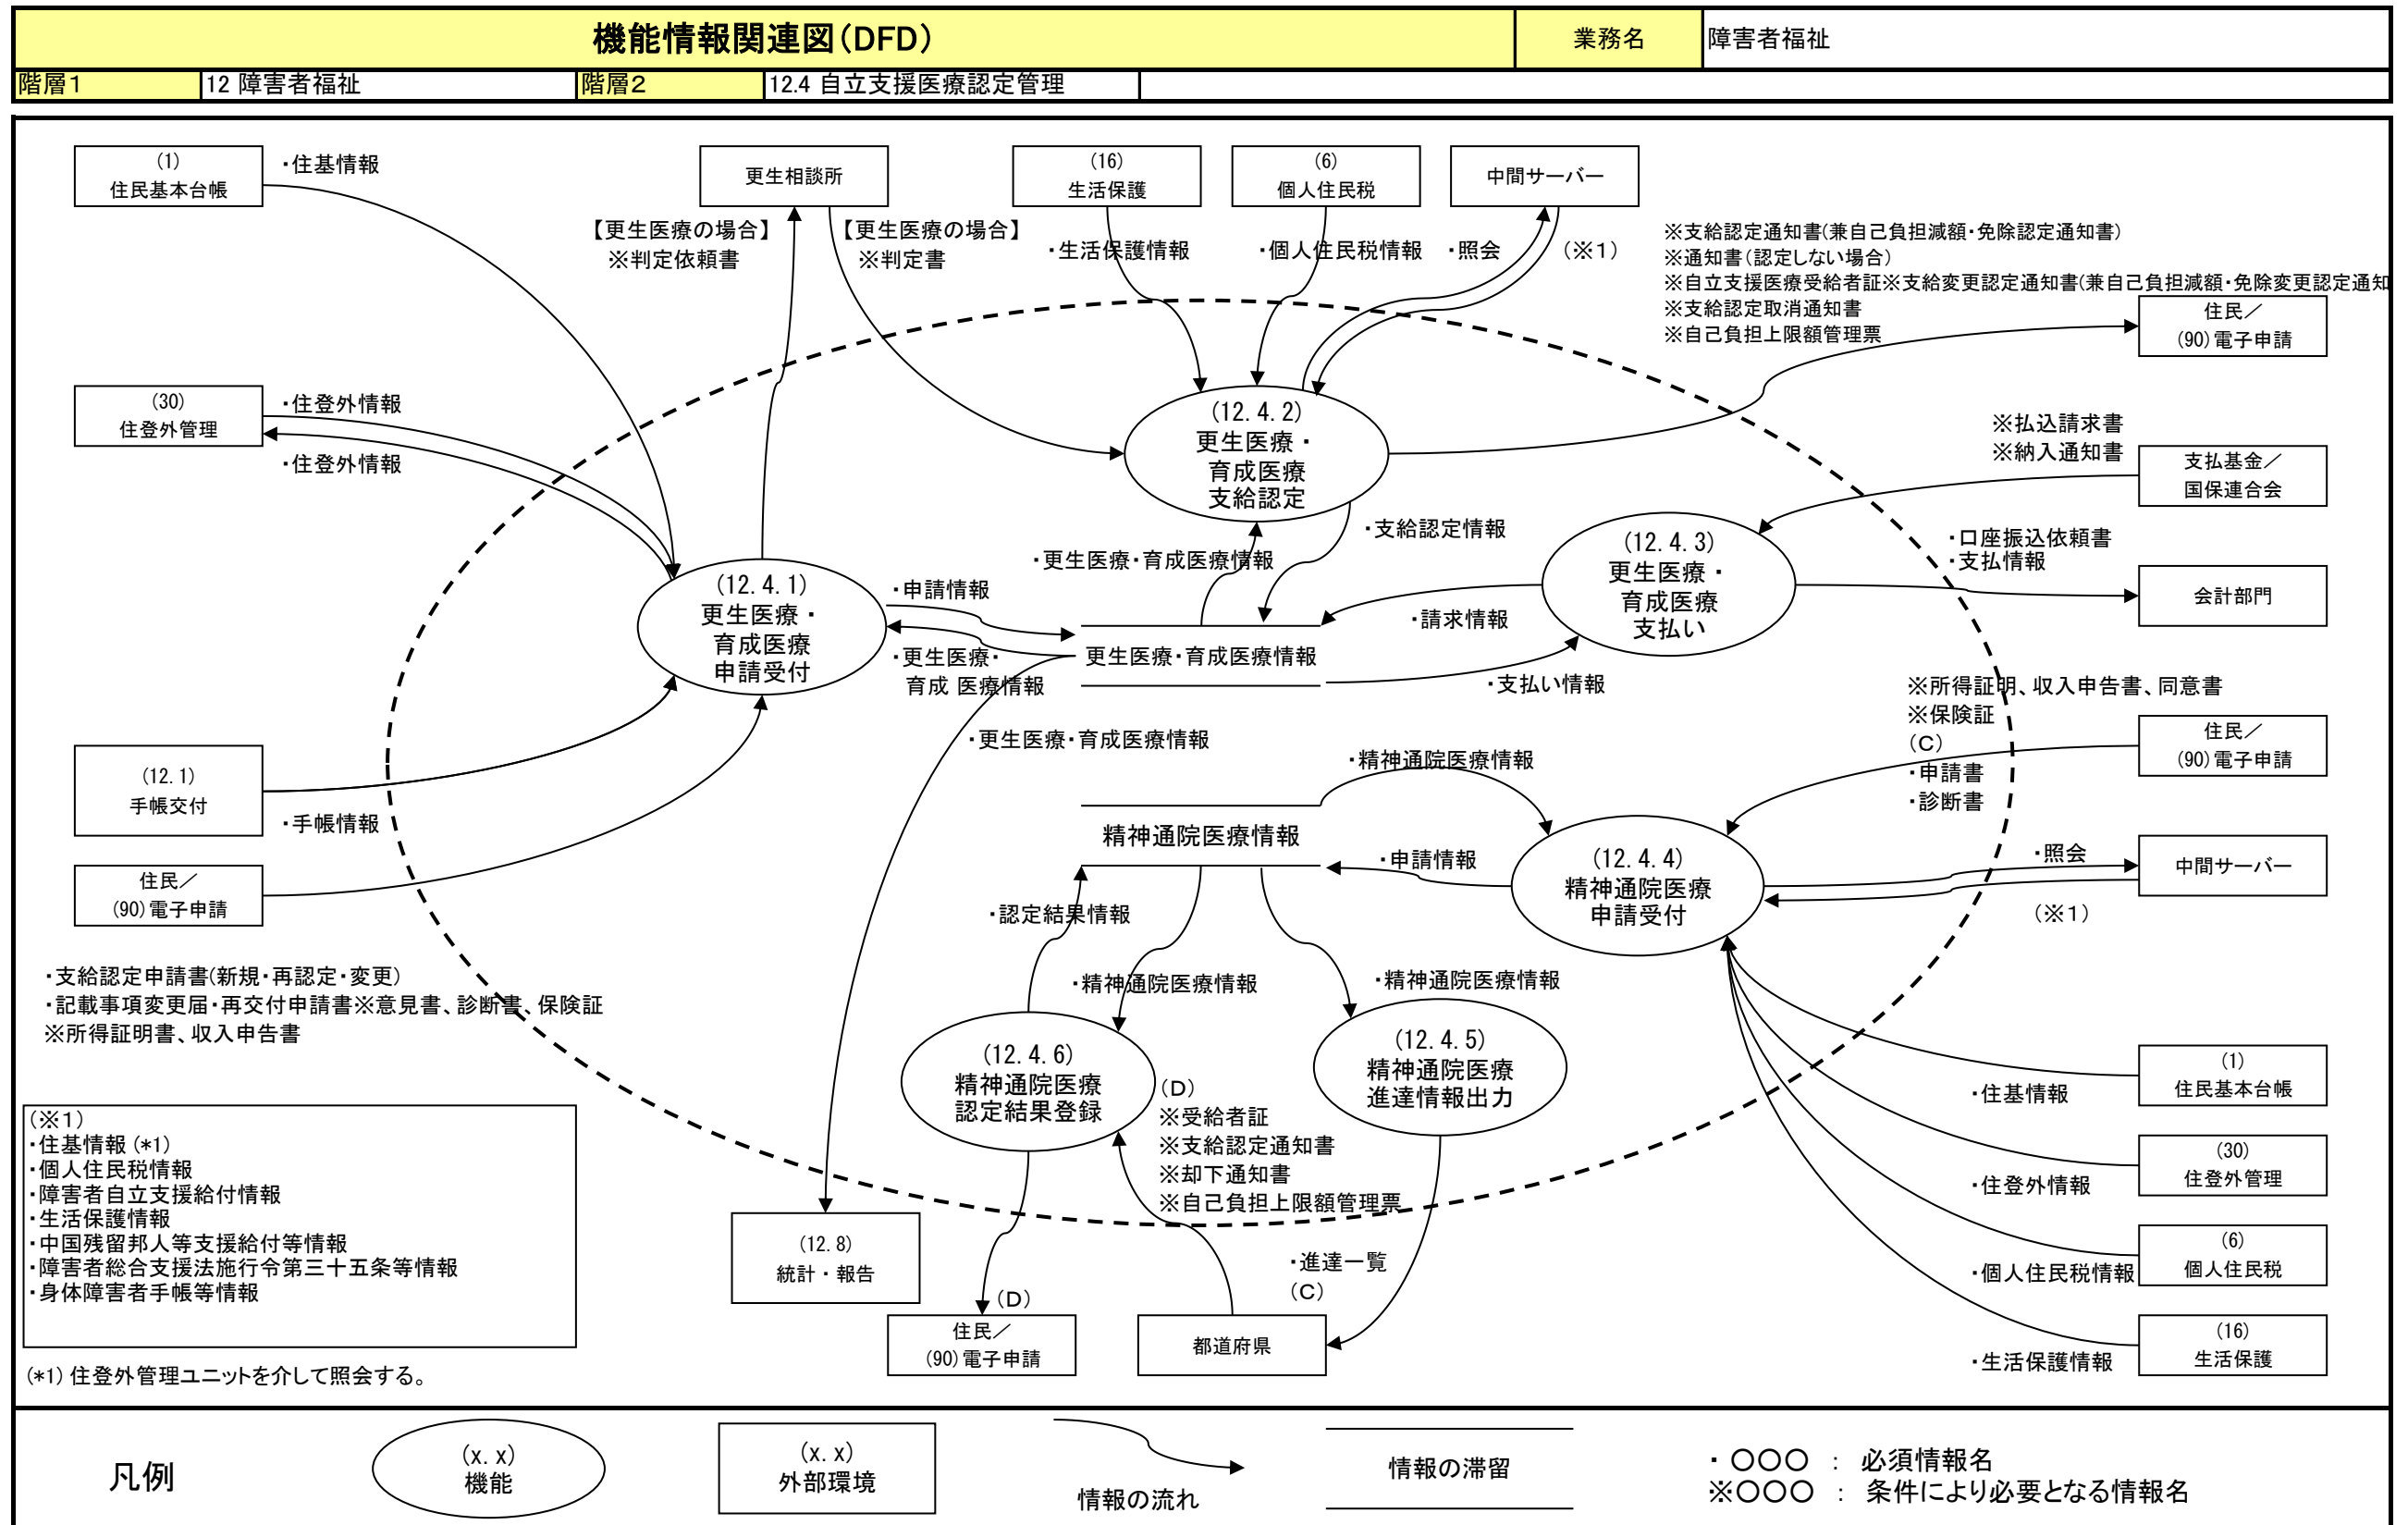 機能情報関連図(DFD)
業務名
障害者福祉
階層1
12 障害者福祉
階層2
12.4 自立支援医療認定管理
(1)
住民基本台帳
・住基情報
更生相談所
(16)
生活保護
(6)
個人住民税
中間サーバー
【更生医療の場合】
※判定依頼書
【更生医療の場合】
※判定書
・生活保護情報
・個人住民税情報
・照会
(※1)
※支給認定通知書(兼自己負担減額・免除認定通知書)
※通知書(認定しない場合)
※自立支援医療受給者証※支給変更認定通知書(兼自己負担減額・免除変更認定通知
※支給認定取消通知書
※自己負担上限額管理票
住民/
(90)電子申請
(30)
住登外管理
・住登外情報
・住登外情報
(12.4.2)
更生医療・
育成医療
支給認定
※払込請求書
※納入通知書
支払基金/
国保連合会
・支給認定情報
・更生医療・育成医療情報
(12.4.3)
更生医療・
育成医療
支払い
・口座振込依頼書
・支払情報
会計部門
(12.4.1)
更生医療・
育成医療
申請受付
・申請情報
・更生医療・
育成 医療情報
更生医療・育成医療情報
・請求情報
・支払い情報
※所得証明、収入申告書、同意書
※保険証
(C)
・申請書
・診断書
住民/
(90)電子申請
・更生医療・育成医療情報
・精神通院医療情報
(12.1)
手帳交付
・手帳情報
精神通院医療情報
・申請情報
(12.4.4)
精神通院医療
申請受付
・照会
中間サーバー
(※1)
住民/
(90)電子申請
・認定結果情報
・精神通院医療情報
・精神通院医療情報
・支給認定申請書(新規・再認定・変更)
・記載事項変更届・再交付申請書※意見書、診断書、保険証
※所得証明書、収入申告書
(12.4.6)
精神通院医療
認定結果登録
(12.4.5)
精神通院医療
進達情報出力
(D)
※受給者証
※支給認定通知書
※却下通知書
※自己負担上限額管理票
(1)
住民基本台帳
・住基情報
(30)
住登外管理
・住登外情報
(6)
個人住民税
・個人住民税情報
(16)
生活保護
・生活保護情報
(※1)
・住基情報(*1)
・個人住民税情報
・障害者自立支援給付情報
・生活保護情報
・中国残留邦人等支援給付等情報
・障害者総合支援法施行令第三十五条等情報
・身体障害者手帳等情報
(*1)住登外管理ユニットを介して照会する。
(12.8)
統計・報告
(D)
住民/
(90)電子申請
都道府県
・進達一覧
(C)
凡例
(x.x)
機能
(x.x)
外部環境
情報の流れ
情報の滞留
・ 〇〇〇 : 必須情報名
※〇〇〇 : 条件により必要となる情報名